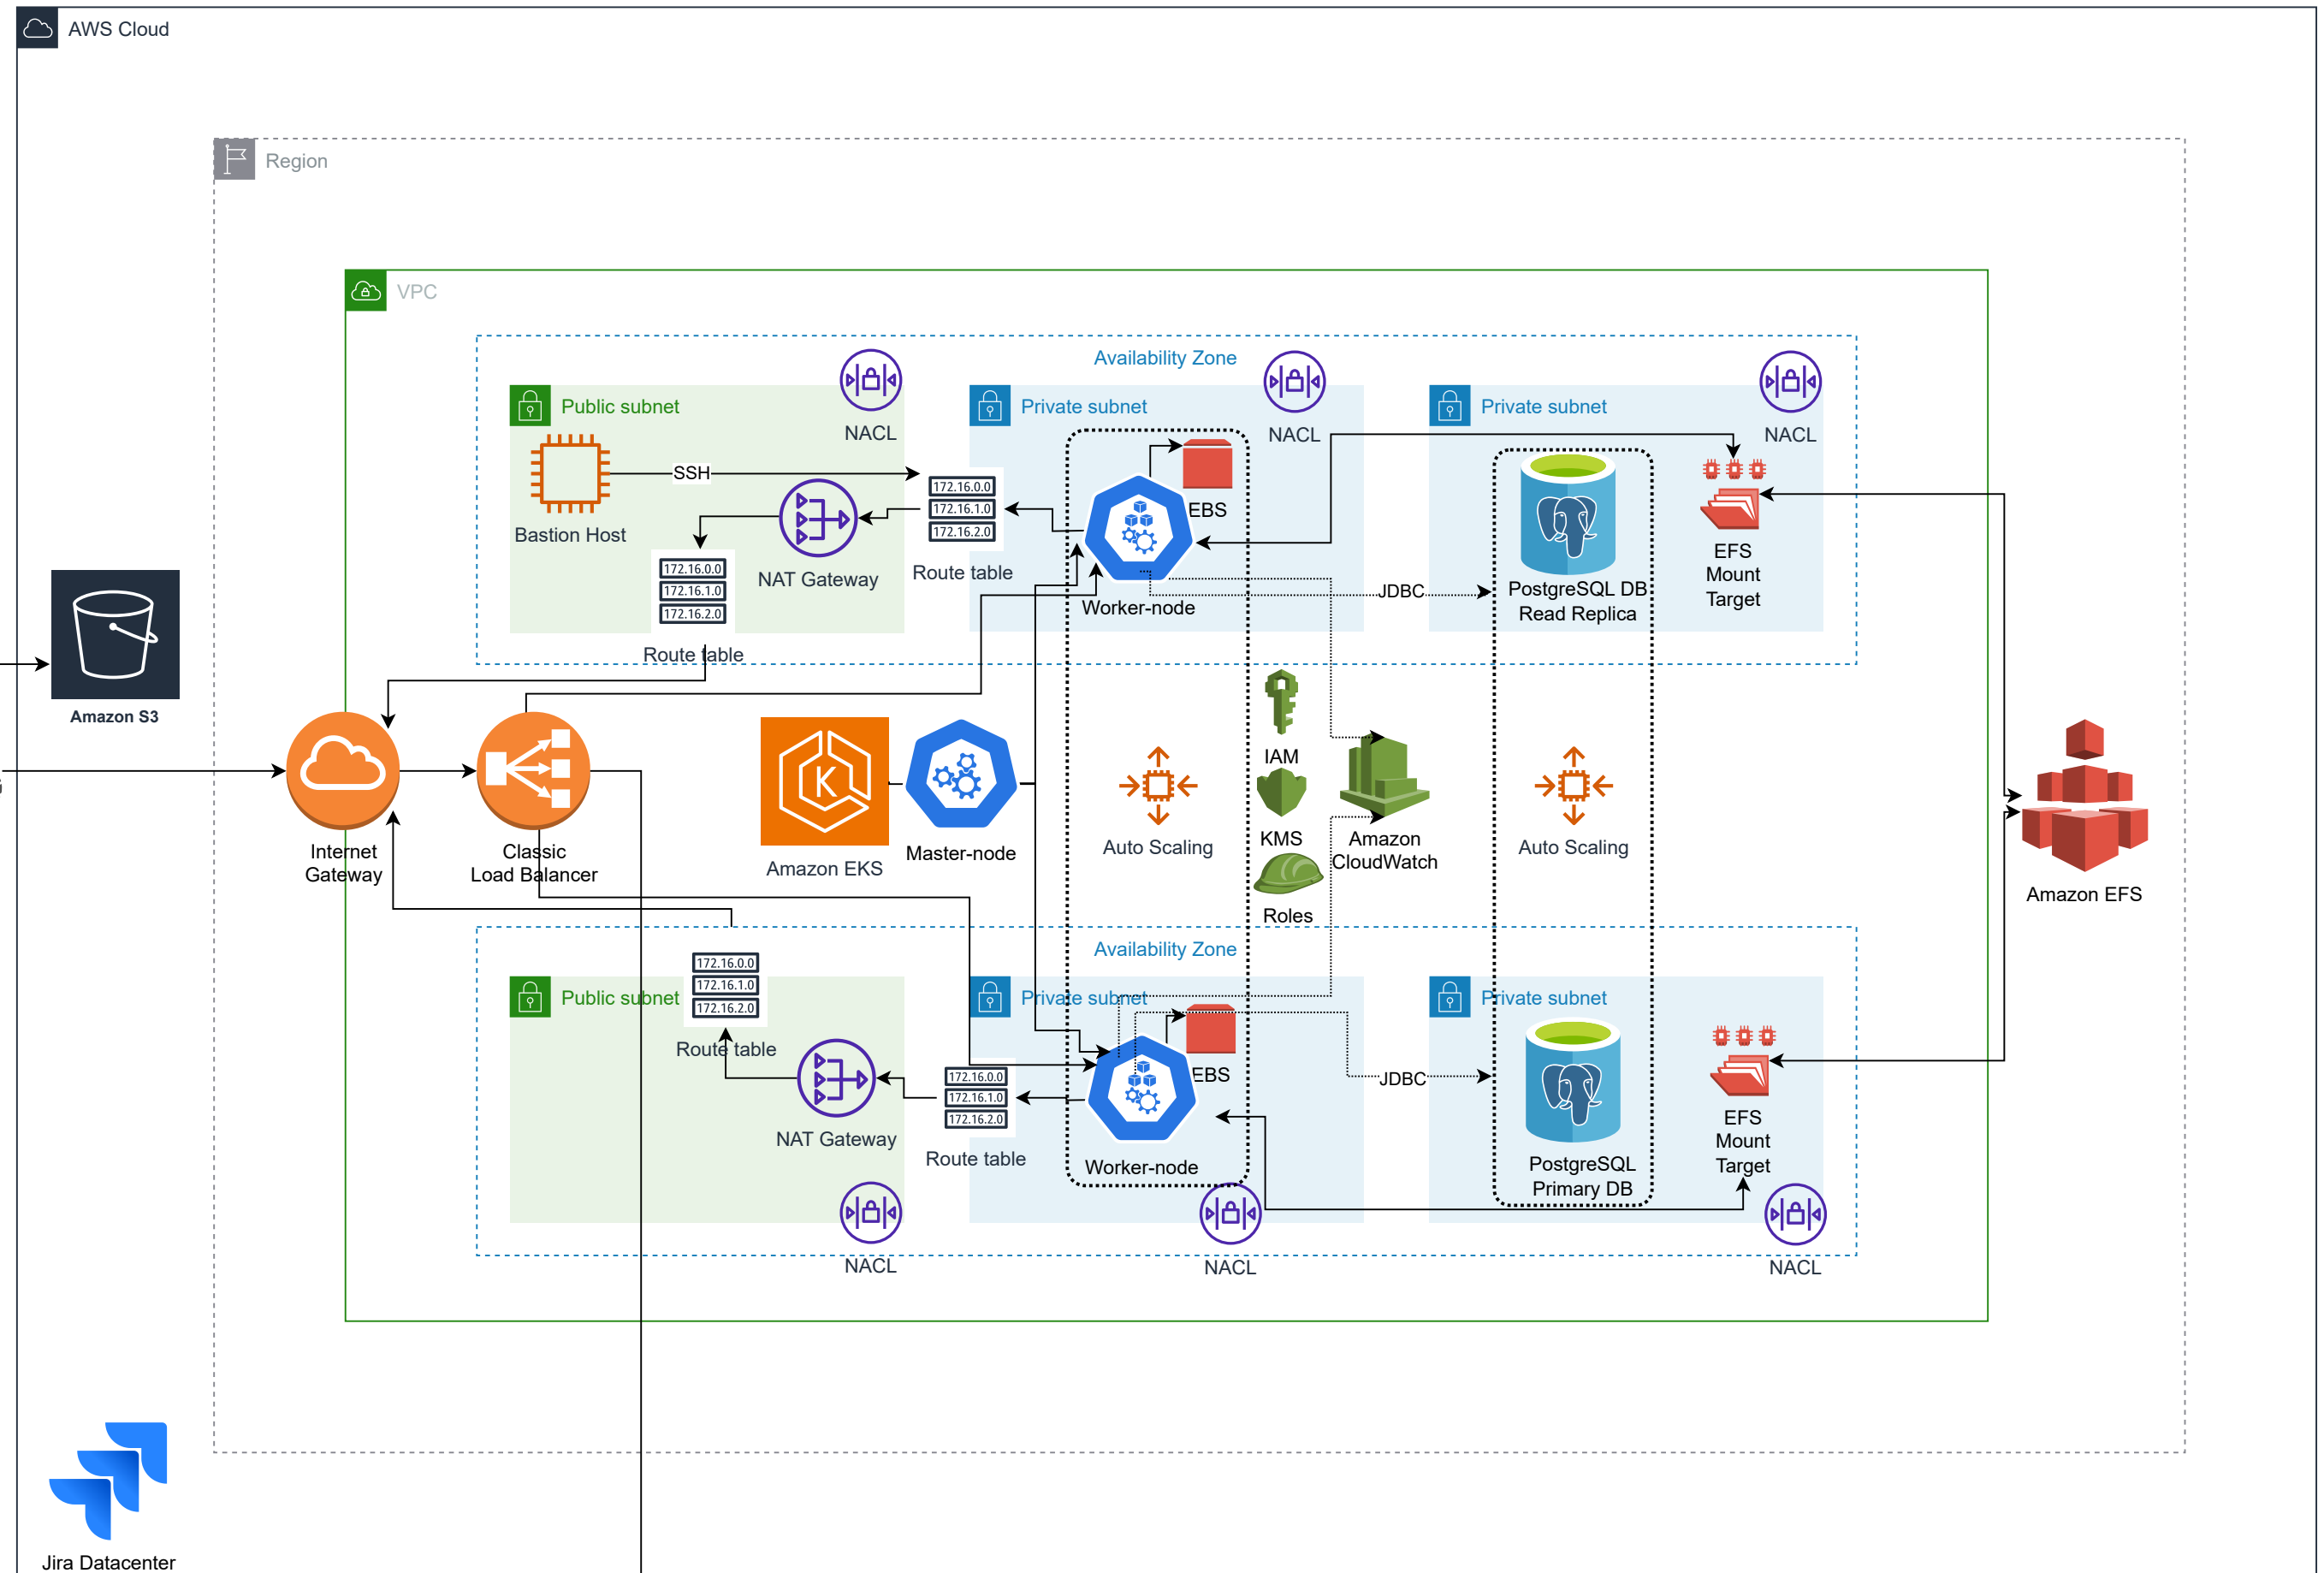 AWS Cloud
Region
VPC
Availability Zone
NACL
NACL
NACL
Public subnet
Private subnet
Private subnet
SSH
Bastion Host
NAT Gateway
172.16.0.0
172.16.1.0
172.16.2.0
Route table
172.16.0.0
172.16.1.0
172.16.2.0
Route table
EBS
Worker-node
JDBC
PostgreSQL DB
Read Replica
EFS
Mount
Target
Amazon S3
Internet
Gateway
Classic
Load Balancer
Amazon EKS
Master-node
Auto Scaling
IAM
KMS
Roles
Amazon
CloudWatch
Auto Scaling
Amazon EFS
Availability Zone
Public subnet
Private subnet
Private subnet
172.16.0.0
172.16.1.0
172.16.2.0
Route table
NAT Gateway
172.16.0.0
172.16.1.0
172.16.2.0
Route table
EBS
Worker-node
JDBC
PostgreSQL
Primary DB
EFS
Mount
Target
NACL
NACL
NACL
Jira Datacenter